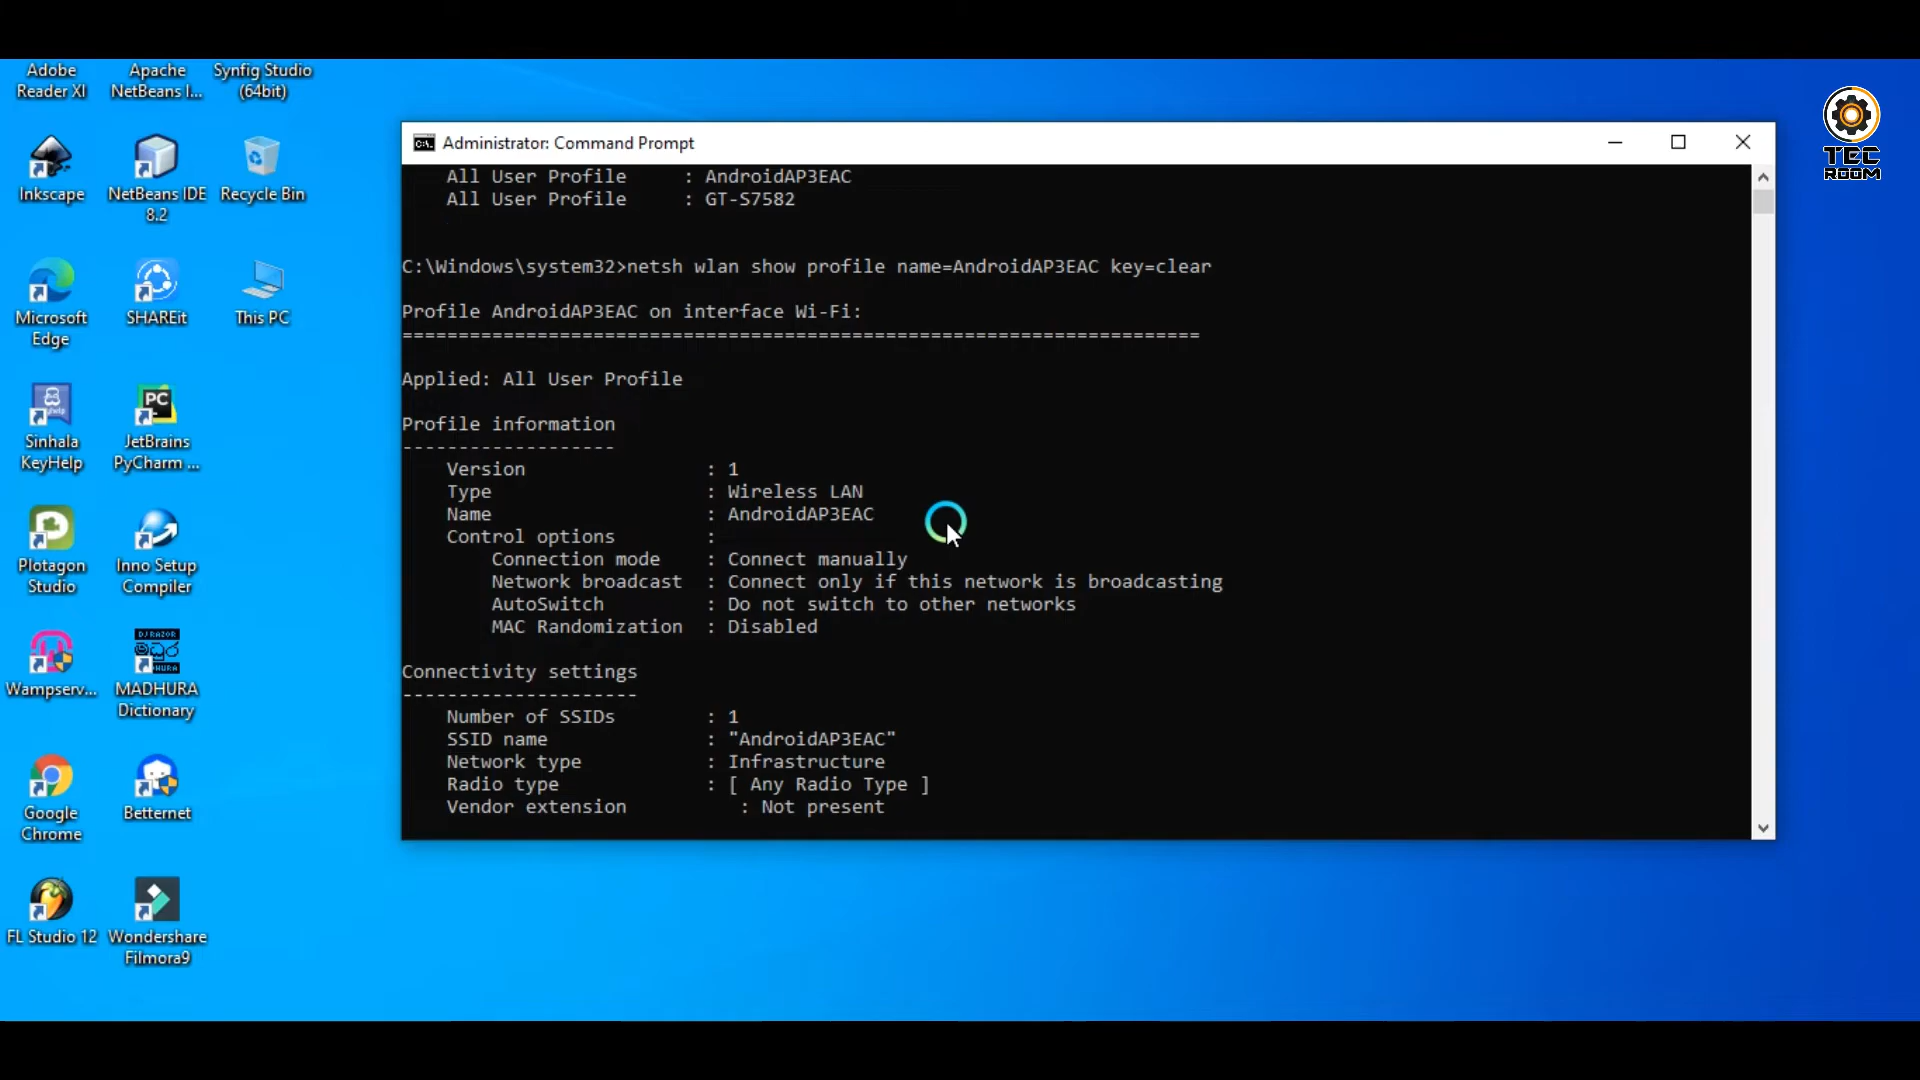 Adobe
Reader XI
Apache
NetBeans I...
Synfig Studio
(64bit)
Inkscape
NetBeans IDE
8.2
Recycle Bin
Microsoft
Edge
SHAREit
This PC
Sinhala
KeyHelp
PC
JetBrains
PyCharm ...
Plotagon
Studio
Inno Setup
Compiler
Wampserv...
DJ RAZOR
මධුර
MADHURA
Dictionary
Google
Chrome
Betternet
FL Studio 12
Wondershare
Filmora9
TEC
ROOM
Administrator: Command Prompt
All User Profile : AndroidAP3EAC
All User Profile : GT-S7582
C:\Windows\system32>netsh wlan show profile name=AndroidAP3EAC key=clear
Profile AndroidAP3EAC on interface Wi-Fi:
=======================================================================
Applied: All User Profile
Profile information
-------------------
Version : 1
Type : Wireless LAN
Name : AndroidAP3EAC
Control options :
Connection mode : Connect manually
Network broadcast : Connect only if this network is broadcasting
AutoSwitch : Do not switch to other networks
MAC Randomization : Disabled
Connectivity settings
---------------------
Number of SSIDs : 1
SSID name : "AndroidAP3EAC"
Network type : Infrastructure
Radio type : [ Any Radio Type ]
Vendor extension : Not present